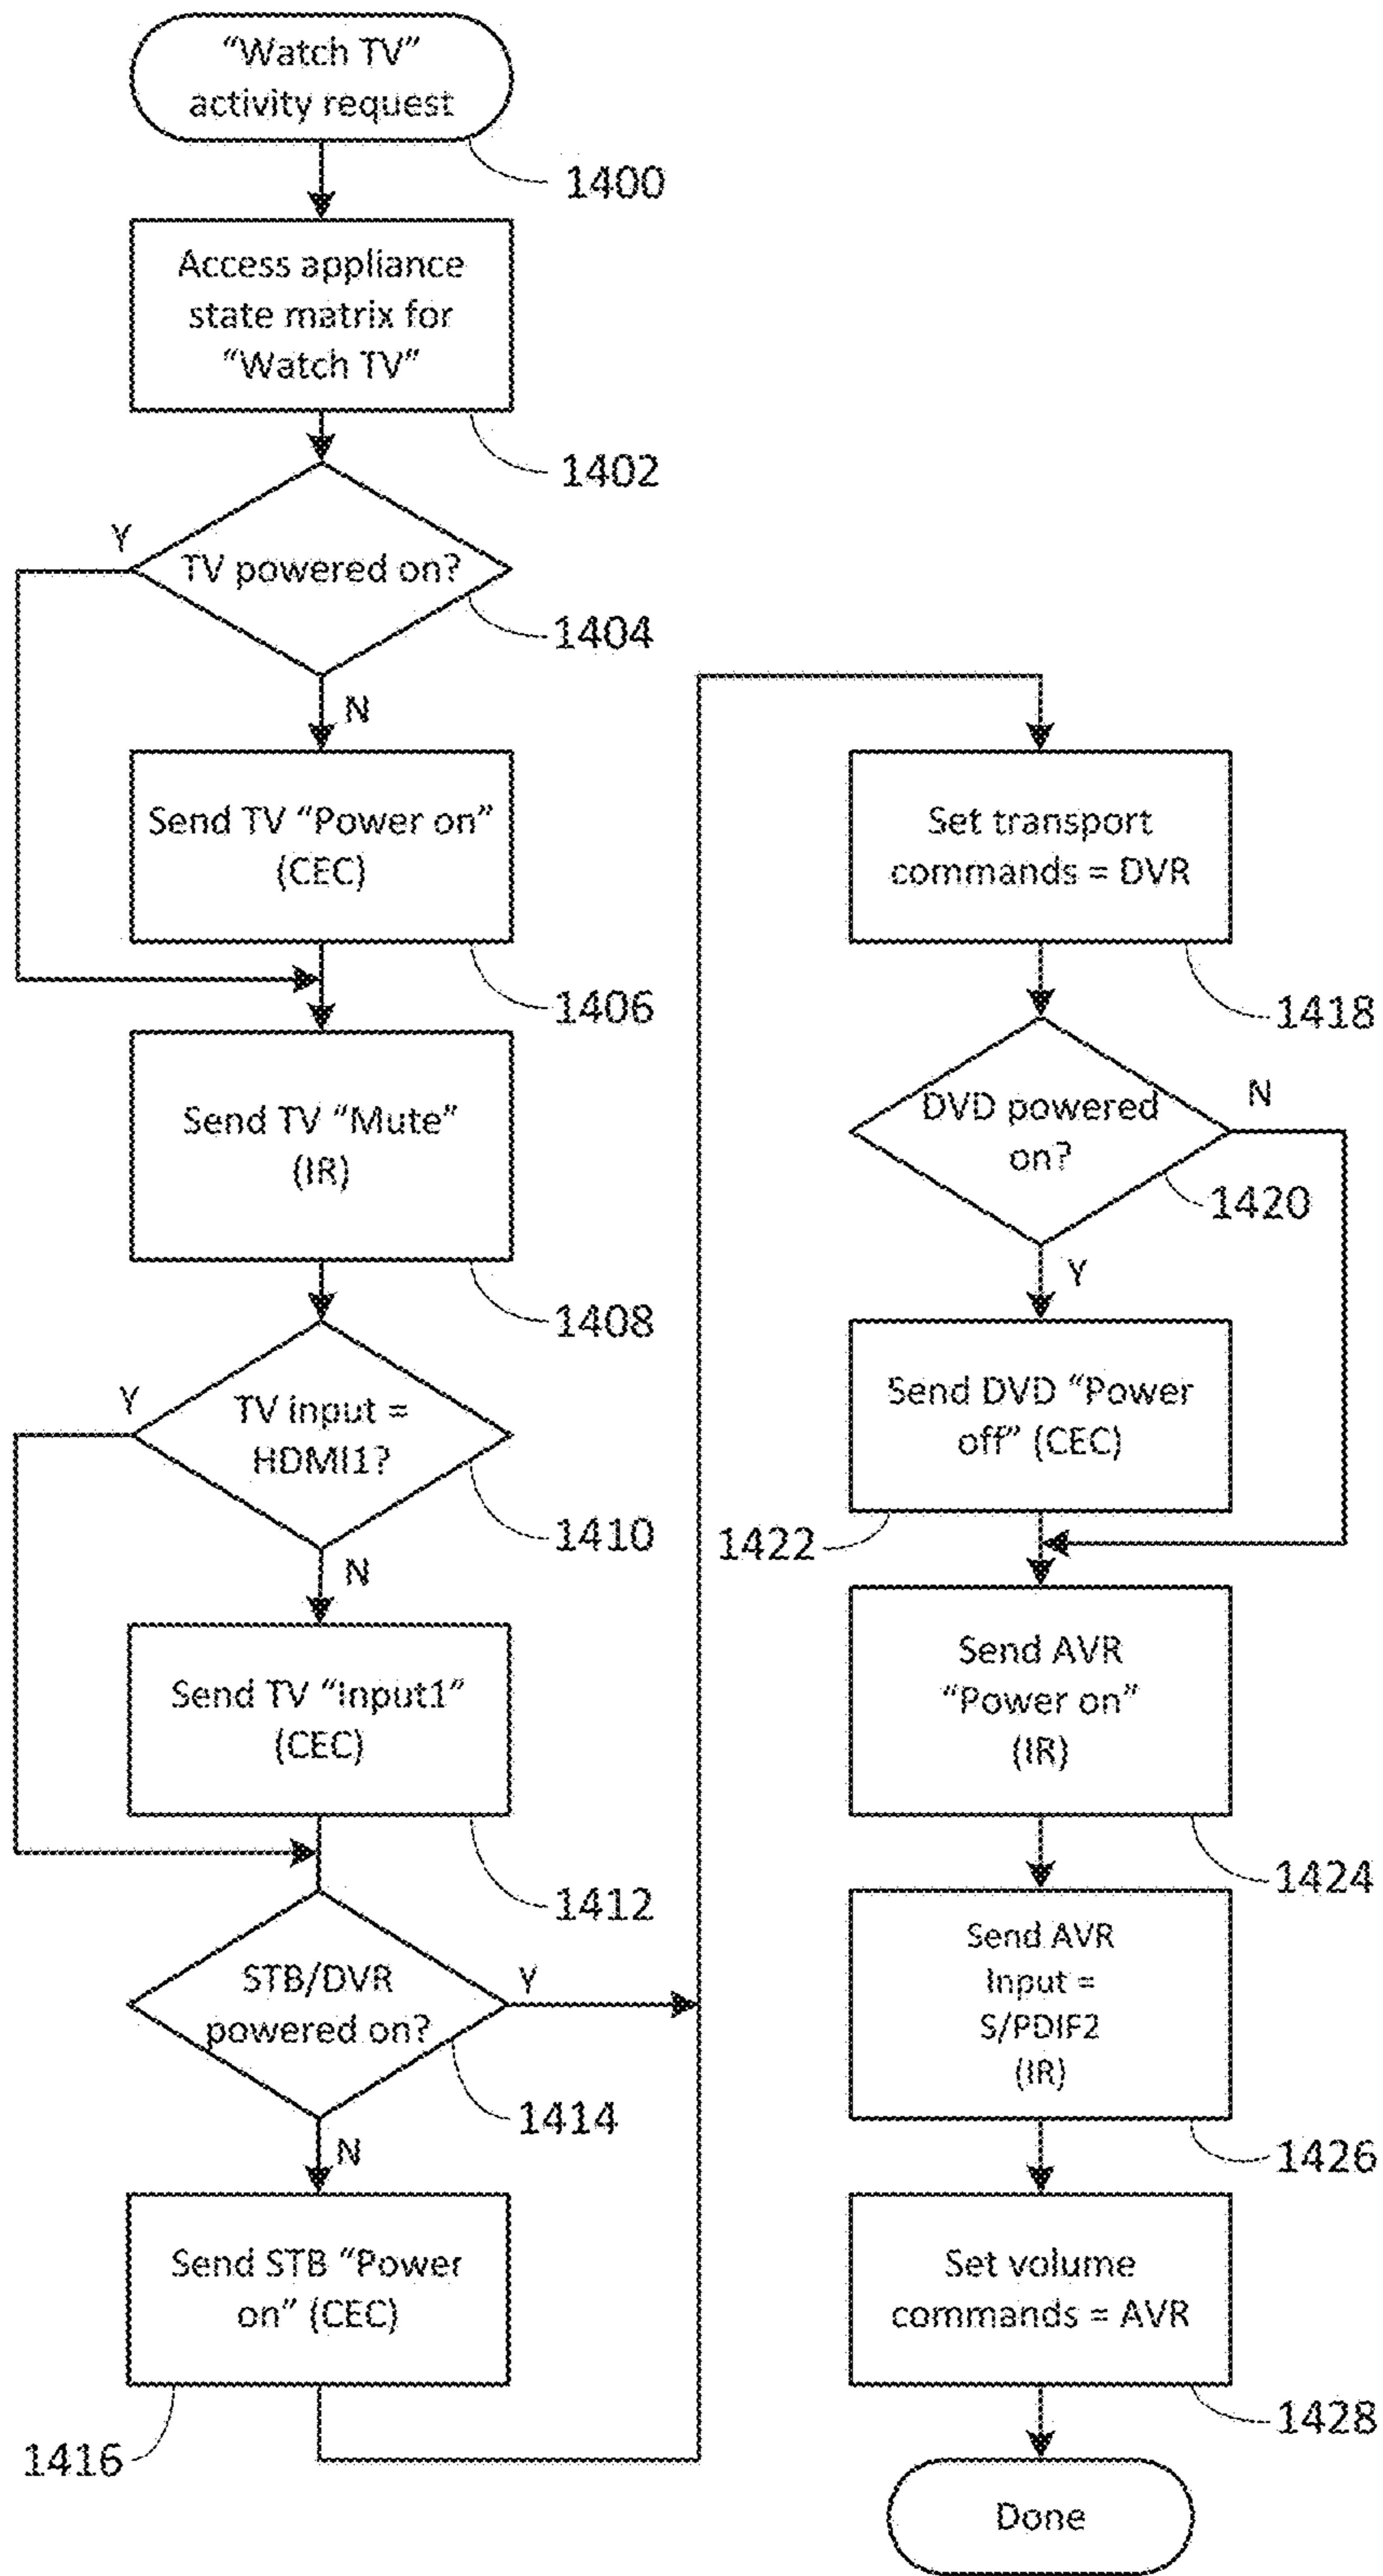 “Watch TV”
activity request
1400
Access appliance
state matrix for
“Watch TV”
1402
Y
TV powered on?
1404
N
Send TV “Power on”
(CEC)
1406
Send TV “Mute”
(IR)
1408
Y
TV input =
HDMI1?
1410
N
Send TV “Input1”
(CEC)
1412
STB/DVR
powered on?
Y
1414
N
Send STB “Power
on” (CEC)
1416
Set transport
commands = DVR
1418
DVD powered
on?
N
1420
Y
Send DVD “Power
off” (CEC)
1422
Send AVR
“Power on”
(IR)
1424
Send AVR
Input =
S/PDIF2
(IR)
1426
Set volume
commands = AVR
1428
Done